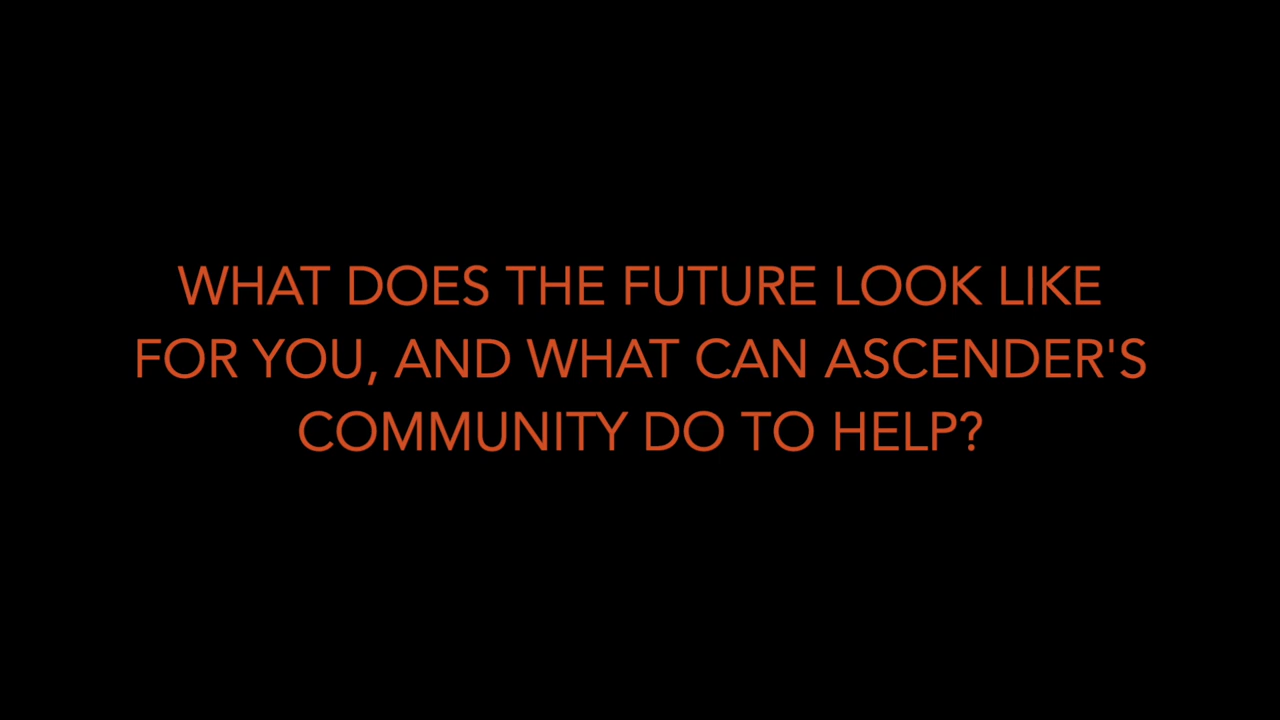 WHAT DOES THE FUTURE LOOK LIKE
FOR YOU, AND WHAT CAN ASCENDER'S
COMMUNITY DO TO HELP?